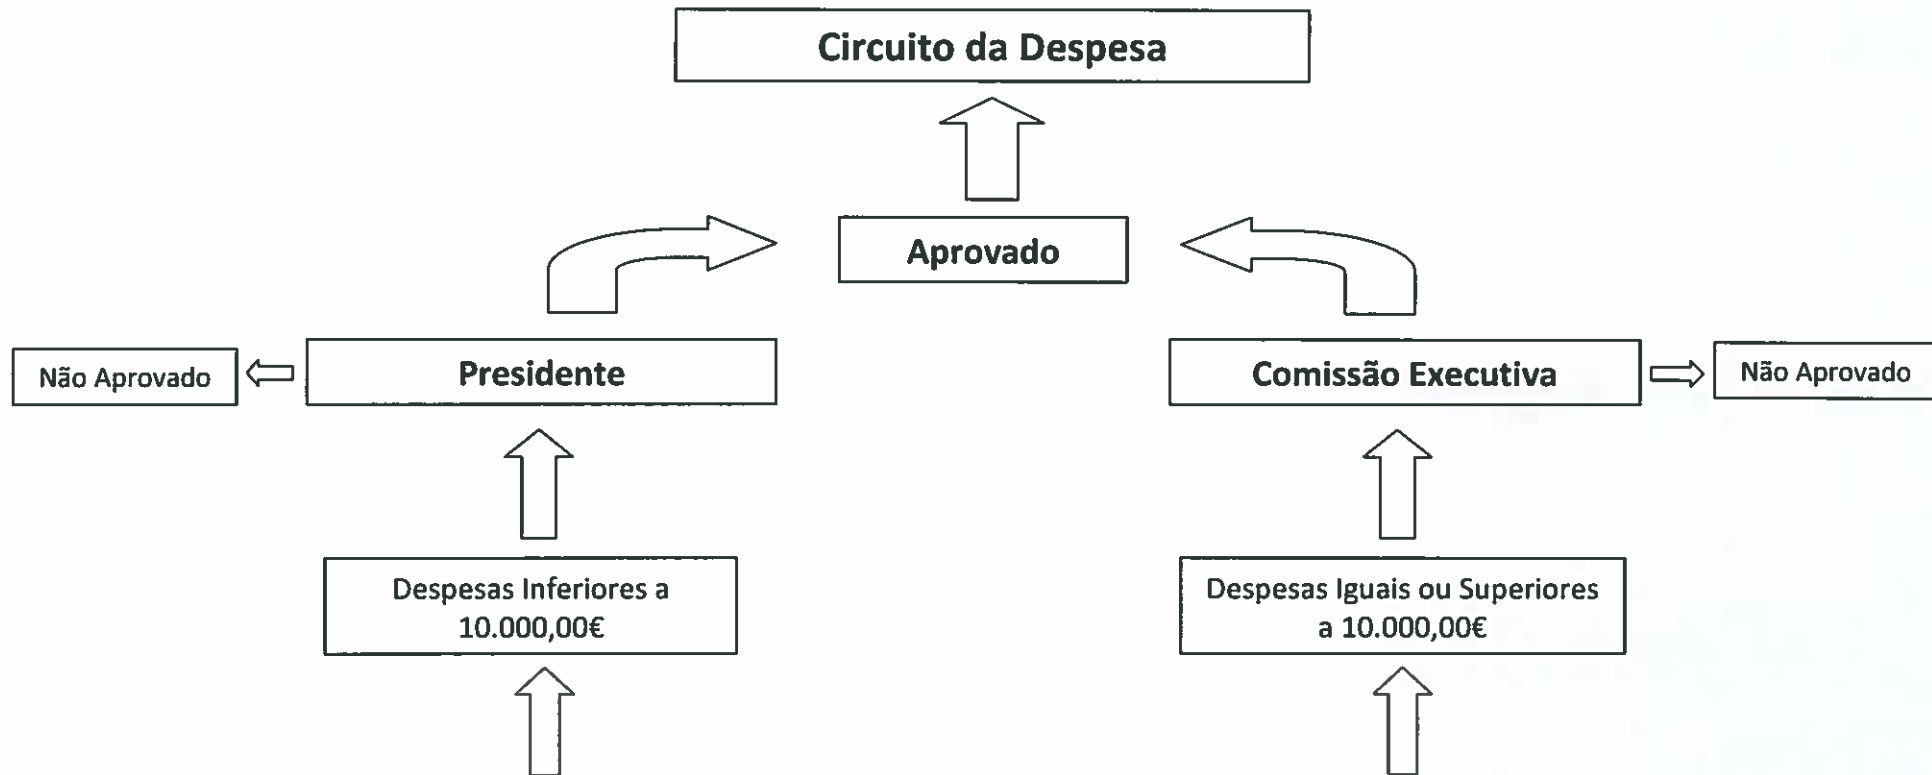 Circuito da Despesa
Aprovado
Não Aprovado
Presidente
Comissão Executiva
Não Aprovado
Despesas Inferiores a
10.000,00€
Despesas Iguais ou Superiores
a 10.000,00€